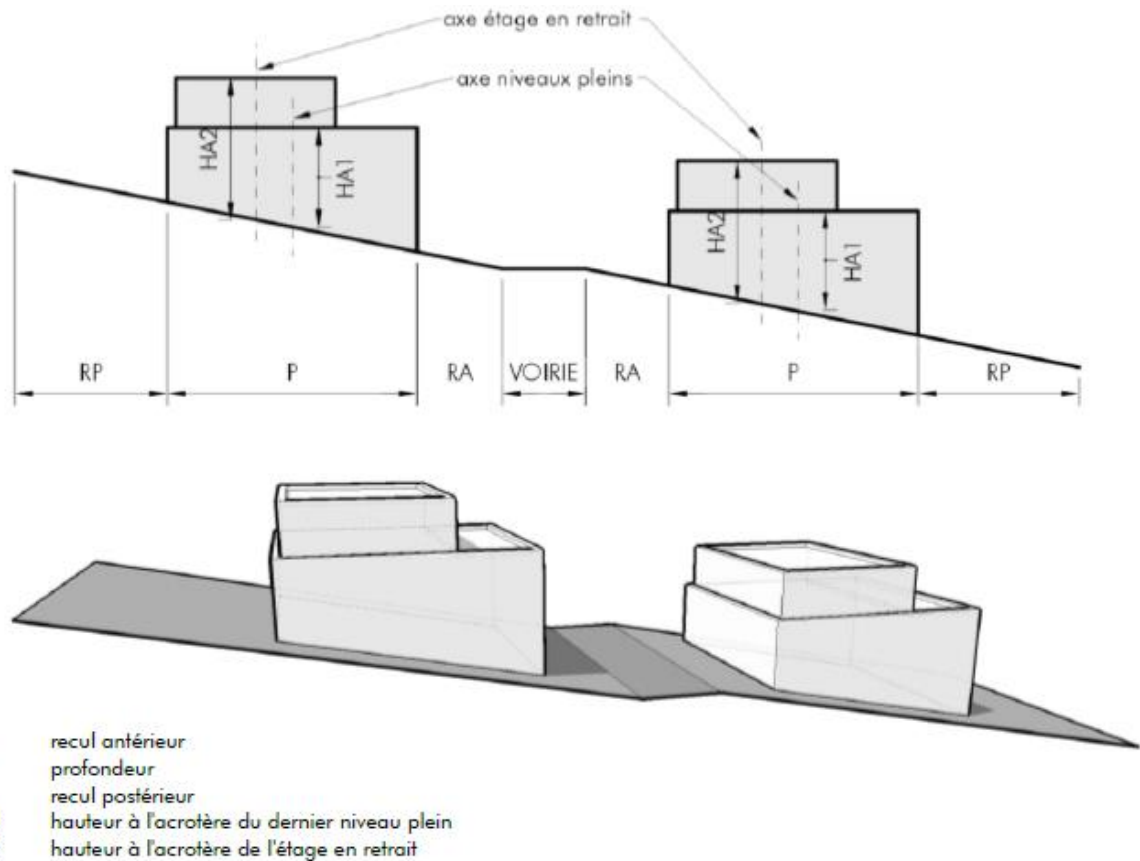 axe étage en retrait
axe niveaux pleins
HA2
HA1
HA2
HA1
RP P RA VOIRIE RA P RP
recul antérieur
profondeur
recul postérieur
hauteur à l'acrotère du dernier niveau plein
hauteur à l'acrotère de l'étage en retrait